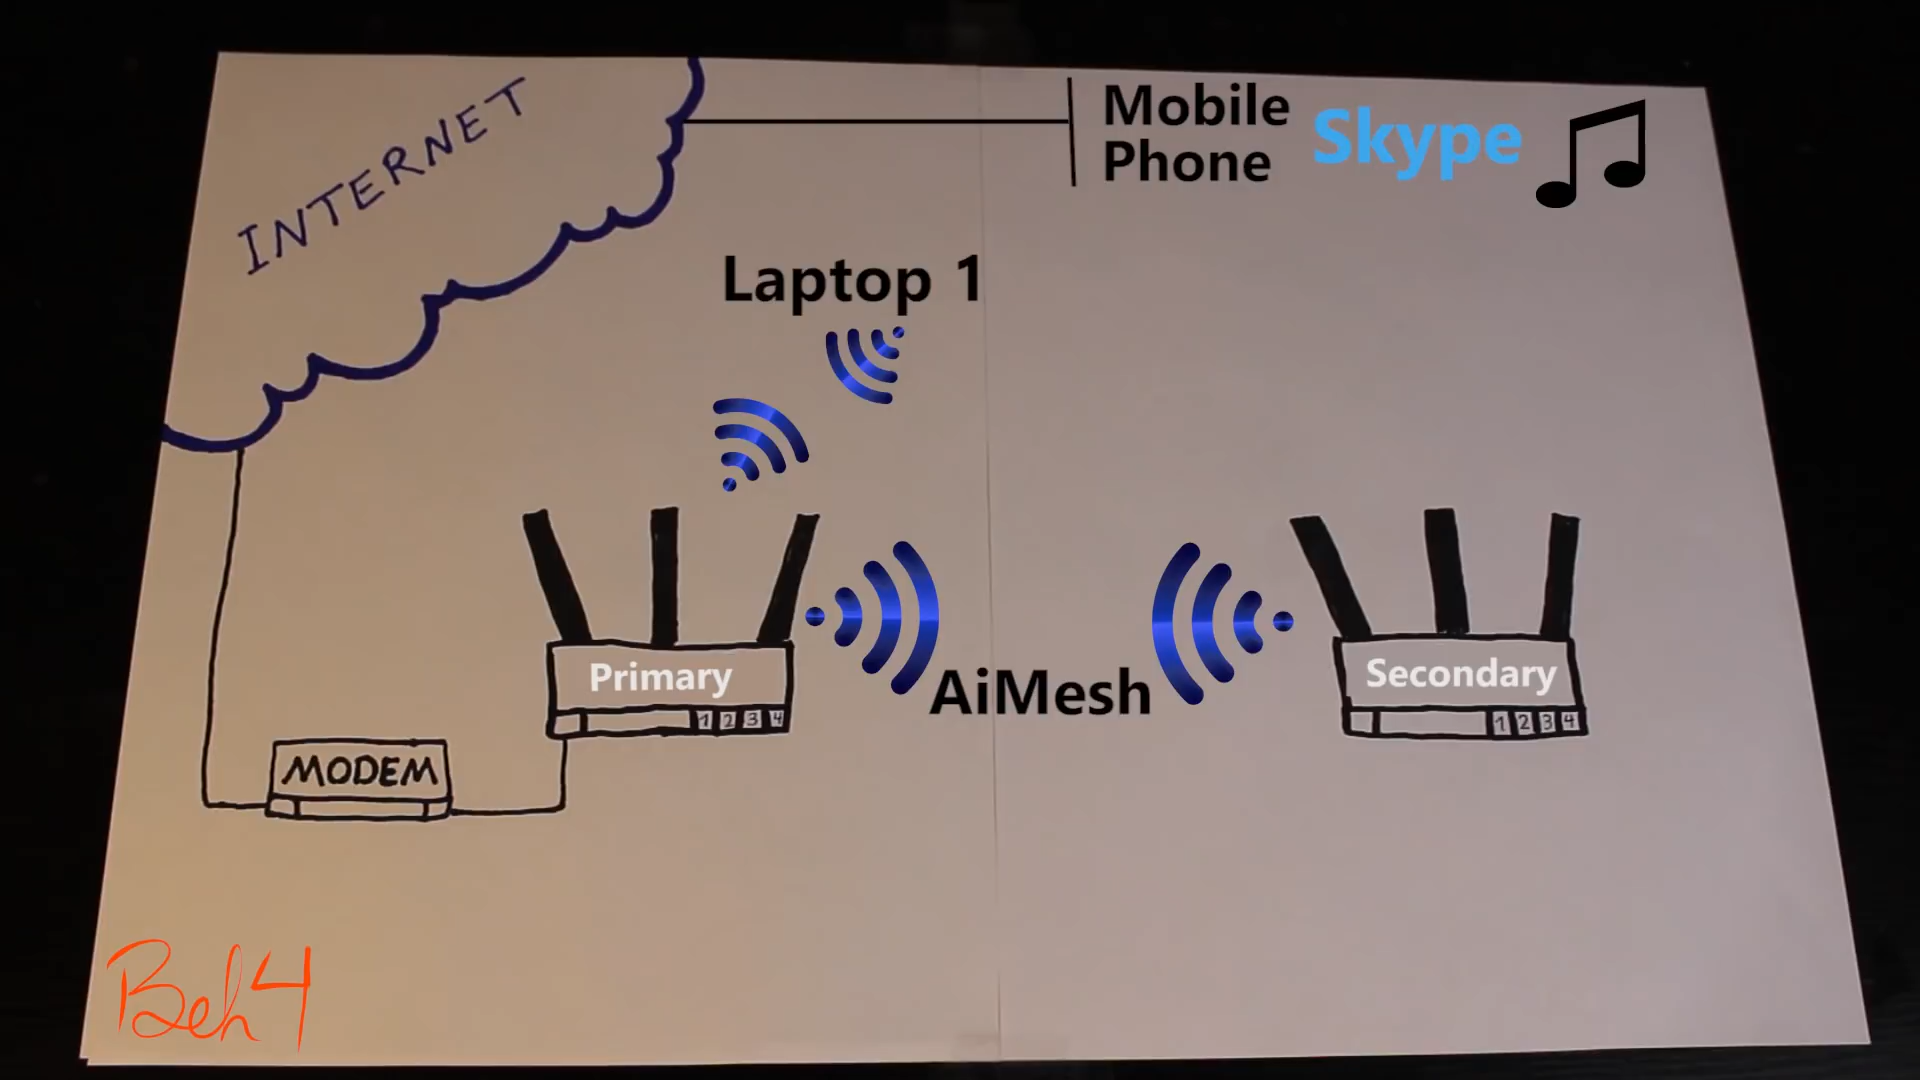 INTERNET
Mobile
Phone
Skype
Laptop 1
Primary
1 2 3 4
AiMesh
Secondary
1 2 3 4
MODEM
Beh4